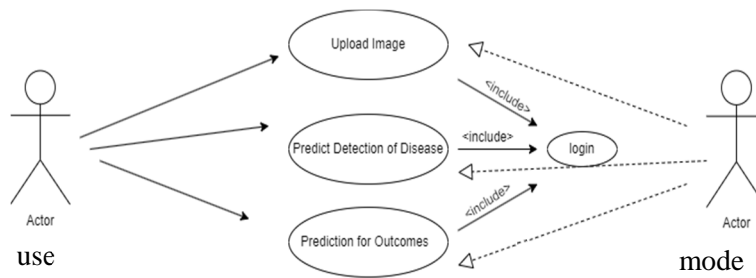 Upload Image
<include>
Predict Detection of Disease
<include>
login
<include>
Prediction for Outcomes
Actor
use
Actor
mode